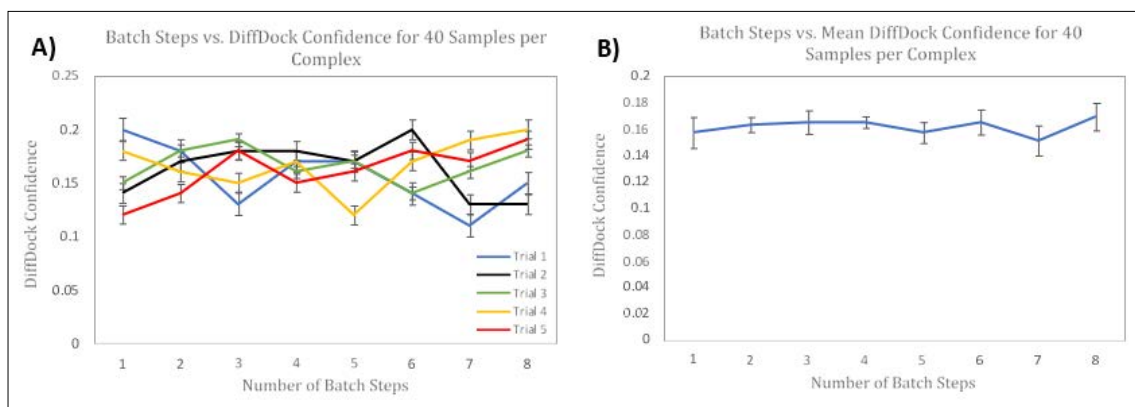 A)
Batch Steps vs. DiffDock Confidence for 40 Samples per
Complex
0.25
0.2
0.15
0.1
0.05
0
DiffDock Confidence
Trial 1
Trial 2
Trial 3
Trial 4
Trial 5
1 2 3 4 5 6 7 8
Number of Batch Steps
B)
Batch Steps vs. Mean DiffDock Confidence for 40
Samples per Complex
0.2
0.18
0.16
0.14
0.12
0.1
0.08
0.06
0.04
0.02
0
DiffDock Confidence
1 2 3 4 5 6 7 8
Number of Batch Steps